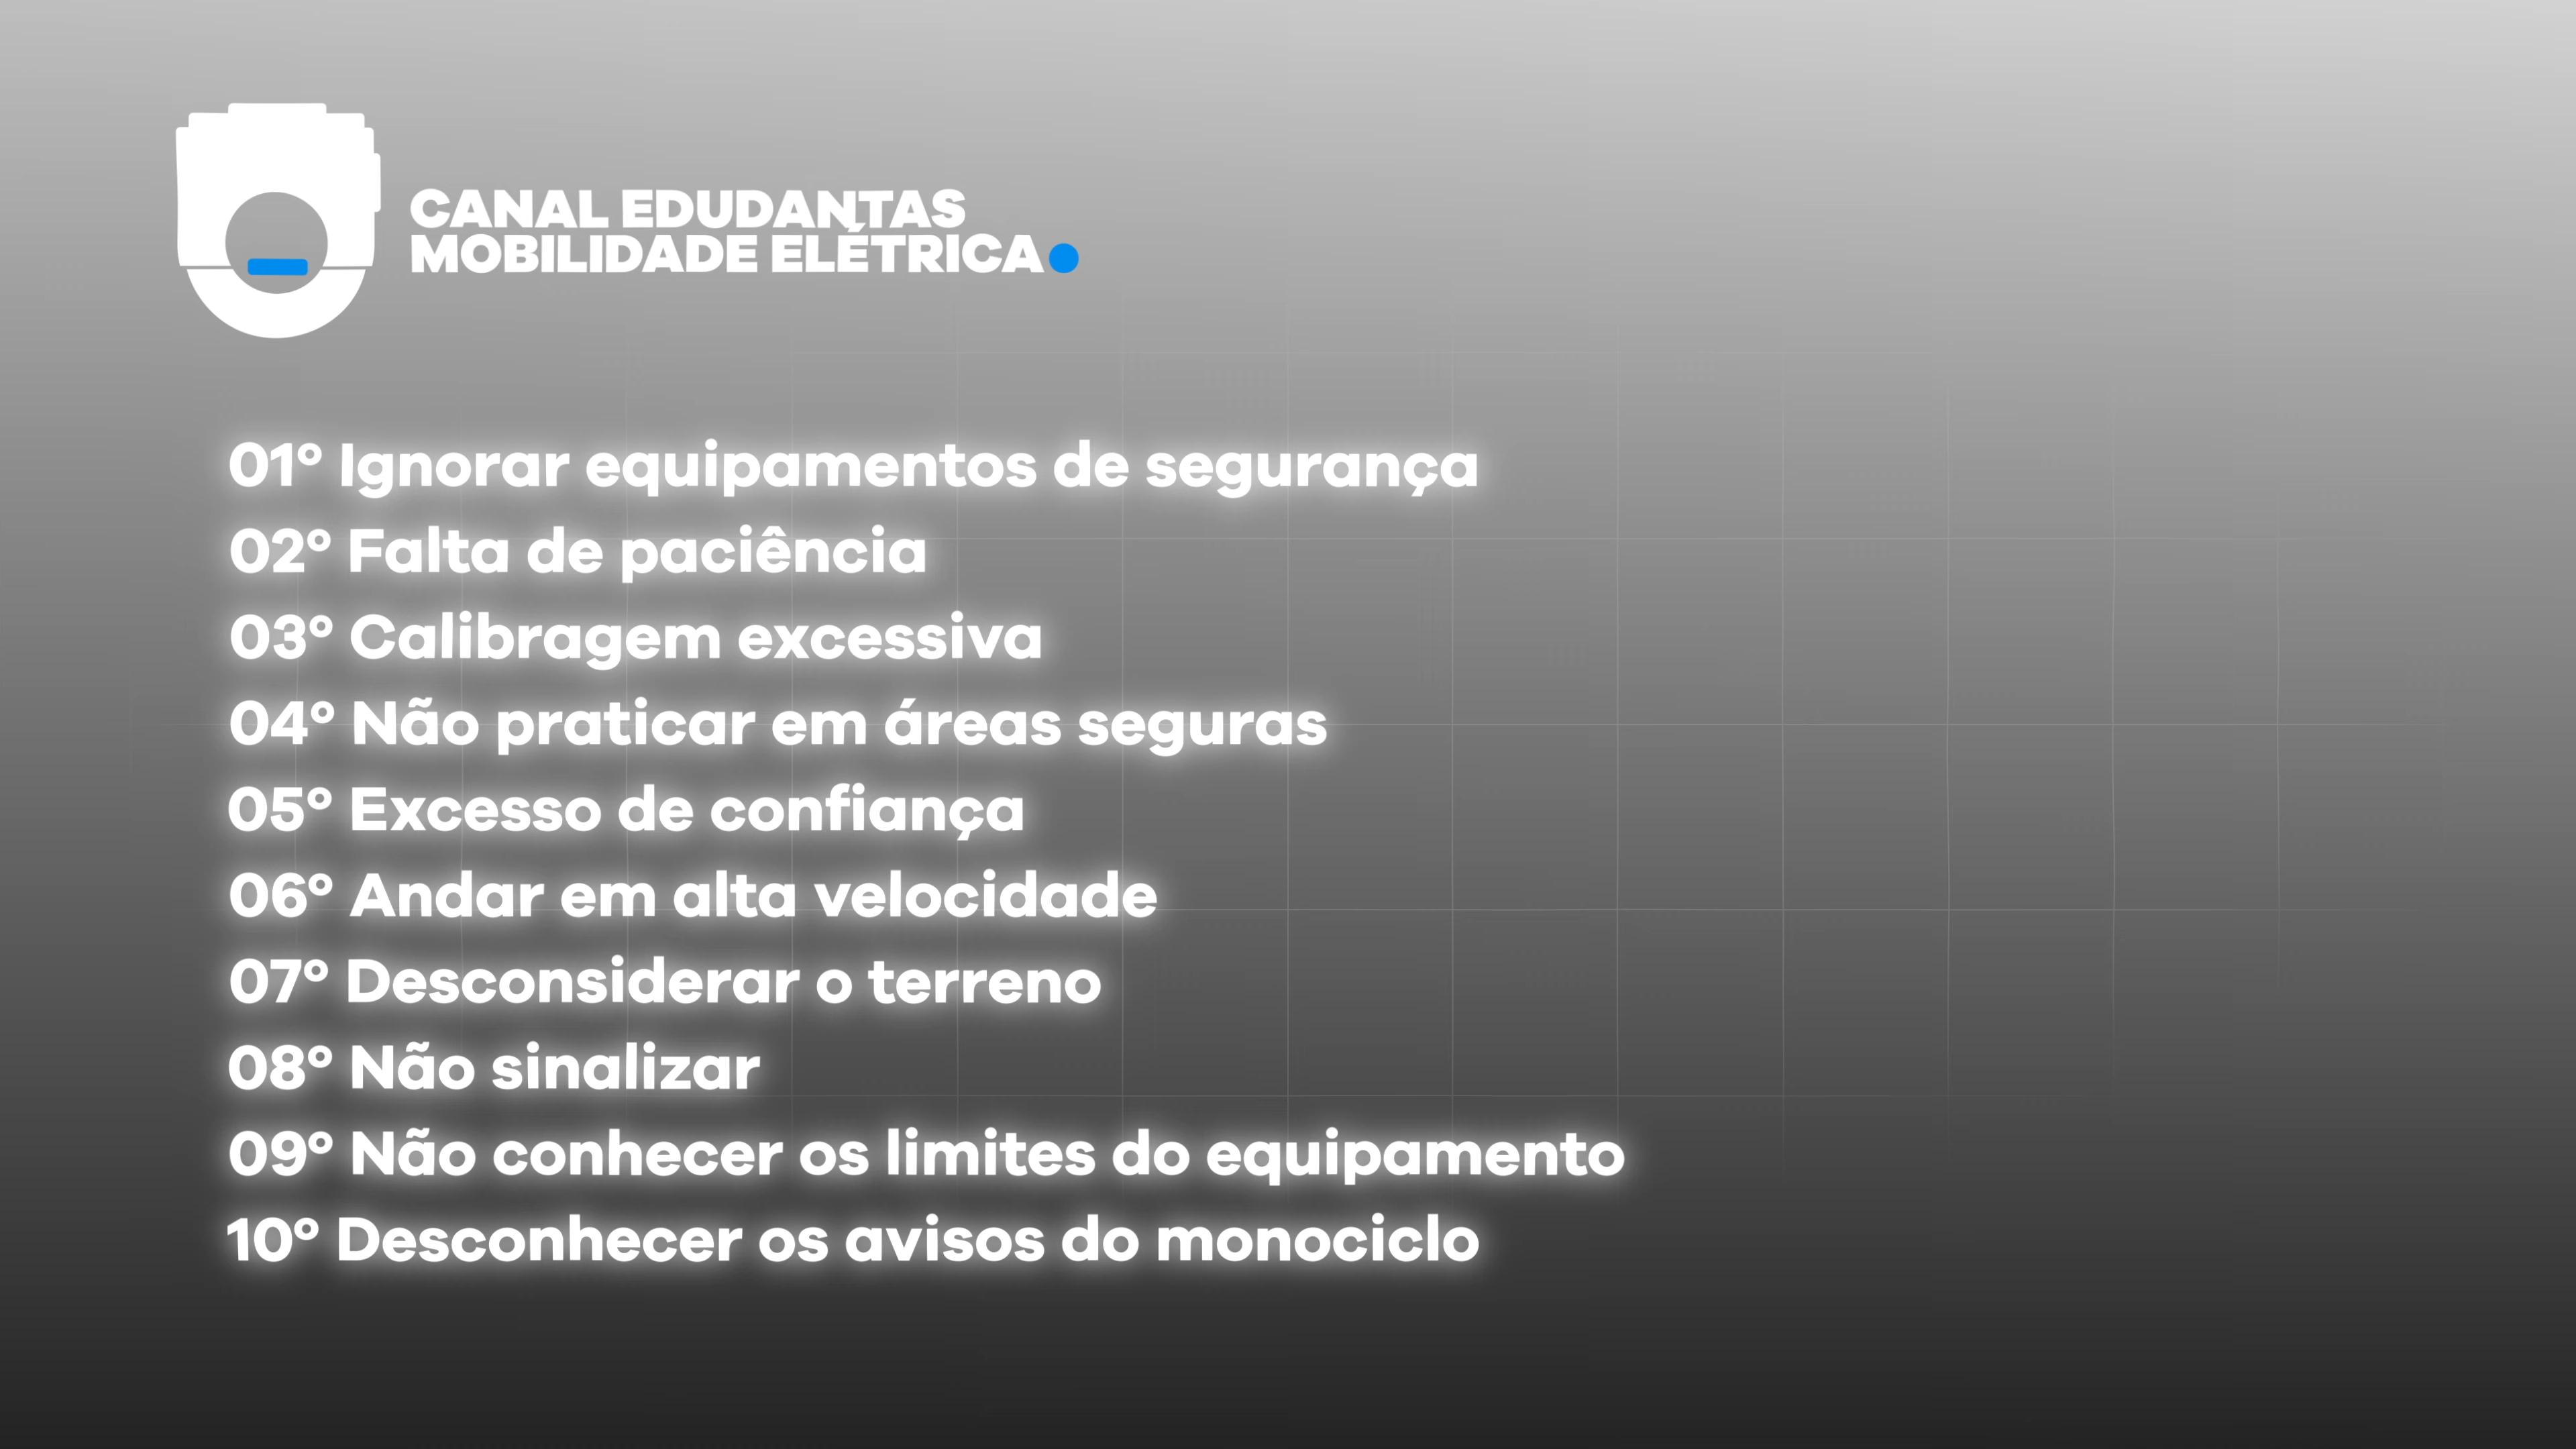 CANAL EDUDANTAS
MOBILIDADE ELÉTRICA
01º Ignorar equipamentos de segurança
02º Falta de paciência
03º Calibragem excessiva
04º Não praticar em áreas seguras
05º Excesso de confiança
06º Andar em alta velocidade
07º Desconsiderar o terreno
08º Não sinalizar
09º Não conhecer os limites do equipamento
10º Desconhecer os avisos do monociclo